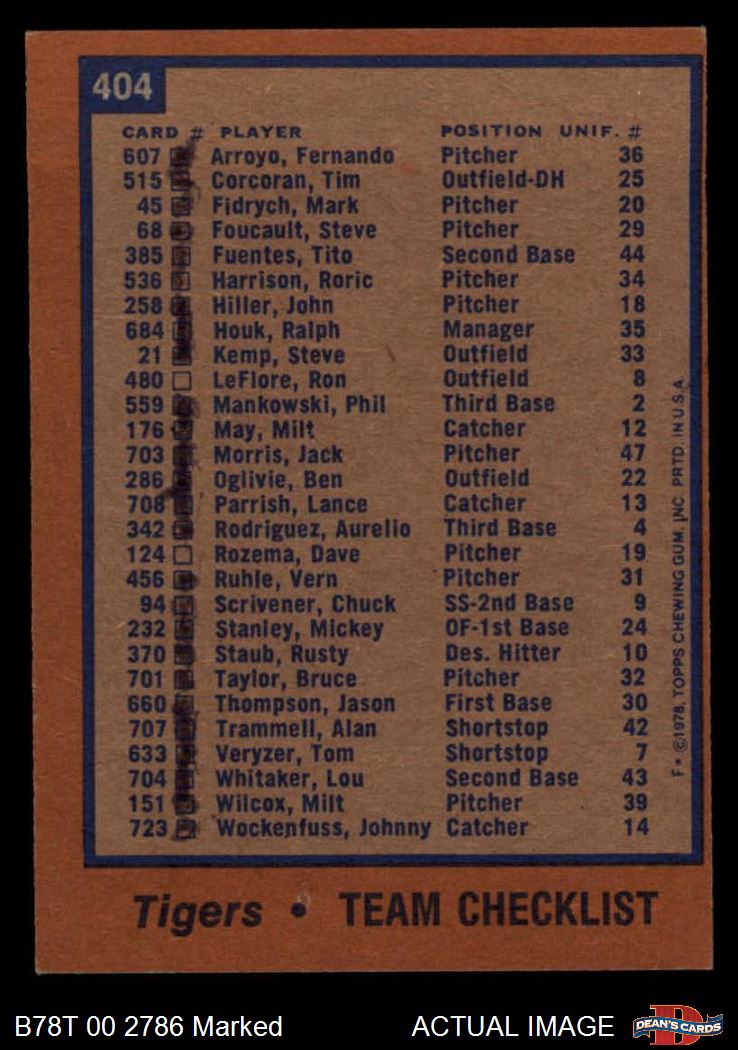 404
CARD # PLAYER POSITION UNIF. #
607 Arroyo, Fernando Pitcher 36
515 Corcoran, Tim Outfield-DH 25
45 Fidrych, Mark Pitcher 20
68 Foucault, Steve Pitcher 29
385 Fuentes, Tito Second Base 44
536 Harrison, Roric Pitcher 34
258 Hiller, John Pitcher 18
684 Houk, Ralph Manager 35
21 Kemp, Steve Outfield 33
480 LeFlore, Ron Outfield 8
559 Mankowski, Phil Third Base 2
176 May, Milt Catcher 12
703 Morris, Jack Pitcher 47
286 Oglivie, Ben Outfield 22
708 Parrish, Lance Catcher 13
342 Rodriguez, Aurelio Third Base 4
124 Rozema, Dave Pitcher 19
456 Ruhle, Vern Pitcher 31
94 Scrivener, Chuck SS-2nd Base 9
232 Stanley, Mickey OF-1st Base 24
370 Staub, Rusty Des. Hitter 10
701 Taylor, Bruce Pitcher 32
660 Thompson, Jason First Base 30
707 Trammell, Alan Shortstop 42
633 Veryzer, Tom Shortstop 7
704 Whitaker, Lou Second Base 43
151 Wilcox, Milt Pitcher 39
723 Wockenfuss, Johnny Catcher 14
F* ©1978. TOPPS CHEWING GUM. INC. PRTD. IN U.S.A.
Tigers • TEAM CHECKLIST
B78T 00 2786 Marked ACTUAL IMAGE
D
DEAN'S CARDS